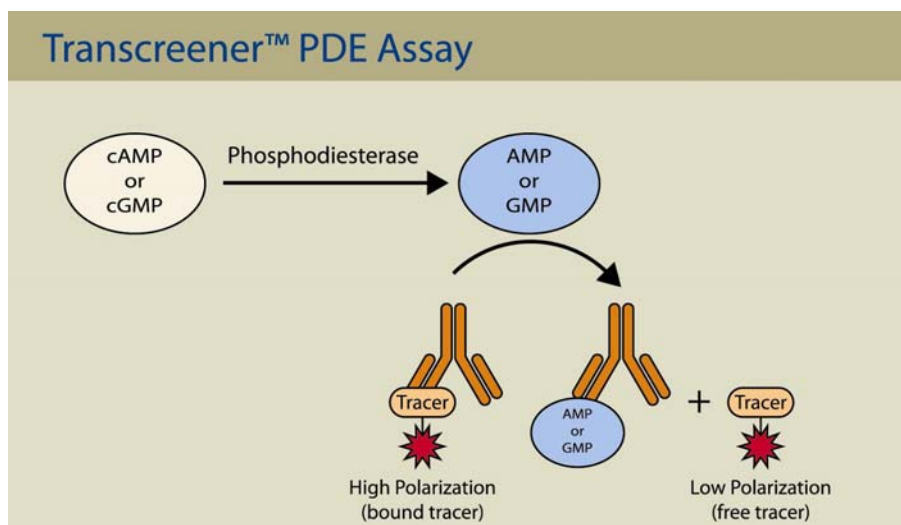 Transcreener™ PDE Assay
cAMP
or
cGMP
Phosphodiesterase
AMP
or
GMP
Tracer
High Polarization
(bound tracer)
AMP
or
GMP
+
Tracer
Low Polarization
(free tracer)